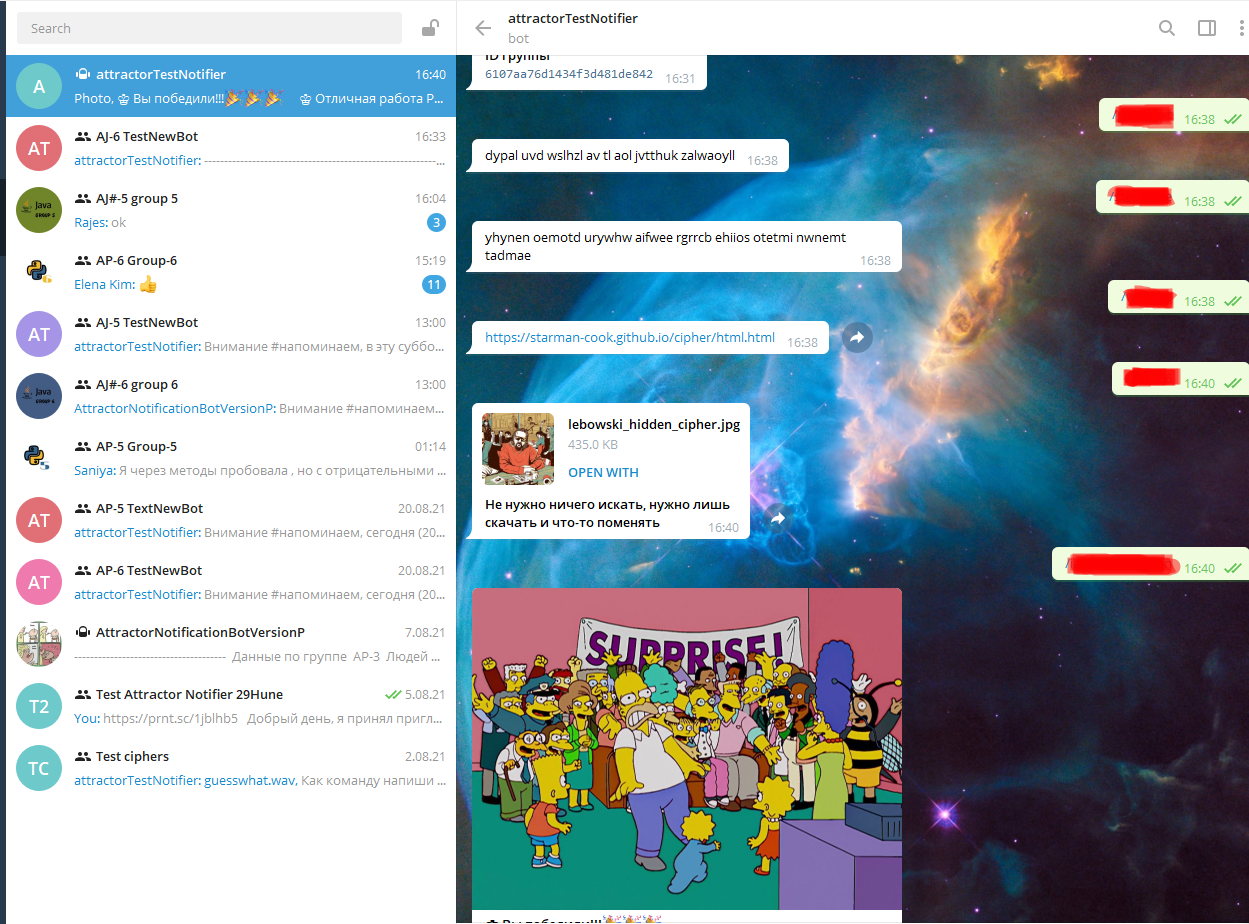 Search
attractorTestNotifier
16:40
Photo, Вы победили!!! Отличная работа P...
AJ-6 TestNewBot
16:33
attractorTestNotifier: ---------------------------------------------------...
AJ#-5 group 5
16:04
Java
GROUP 5
Rajes: ok
3
AP-6 Group-6
15:19
Elena Kim: 👍
11
AJ-5 TestNewBot
13:00
attractorTestNotifier: Внимание #напоминаем, в эту суббо...
AJ#-6 group 6
13:00
Java
GROUP 6
AttractorNotificationBotVersionP: Внимание #напоминаем...
AP-5 Group-5
01:14
Saniya: Я через методы пробовала , но с отрицательными ...
AP-5 TextNewBot
20.08.21
attractorTestNotifier: Внимание #напоминаем, сегодня (20...
AP-6 TestNewBot
20.08.21
attractorTestNotifier: Внимание #напоминаем, сегодня (20...
AttractorNotificationBotVersionP
7.08.21
--------------------------------- Данные по группе AP-3 Людей ...
Test Attractor Notifier 29Hune
5.08.21
You: https://prnt.sc/1jblhb5 Добрый день, я принял пригл...
Test ciphers
2.08.21
attractorTestNotifier: guesswhat.wav, Как команду напиши ...
A
AT
AT
AT
AT
T2
TC
attractorTestNotifier
bot
ID группы
6107aa76d1434f3d481de842 16:31
16:38
dypal uvd wslhzl av tl aol jvtthuk zalwaoyll 16:38
16:38
yhynen oemotd urywhw aifwee rgrrcb ehiios otetmi nwnemt
tadmae 16:38
16:38
https://starman-cook.github.io/cipher/html.html 16:38
16:40
lebowski_hidden_cipher.jpg
435.0 KB
OPEN WITH
Не нужно ничего искать, нужно лишь
скачать и что-то поменять 16:40
16:40
SURPRISE!
Вы победили!!!